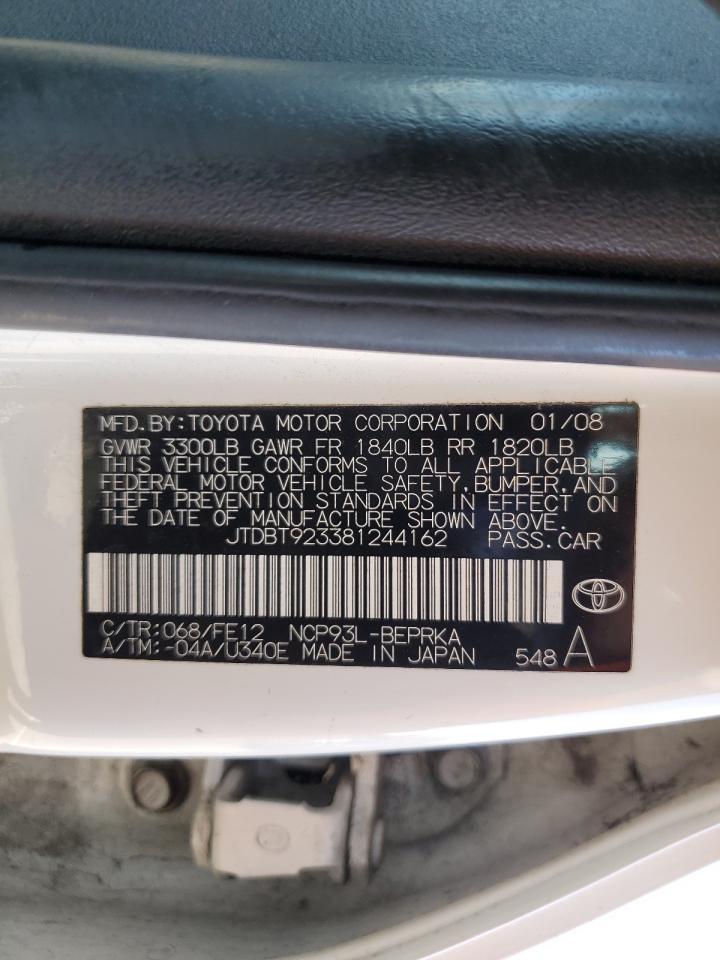 MFD.BY:TOYOTA MOTOR CORPORATION 01/08
GVWR 3300LB GAWR FR 1840LB RR 1820LB
THIS VEHICLE CONFORMS TO ALL APPLICABLE
FEDERAL MOTOR VEHICLE SAFETY,BUMPER,AND
THEFT PREVENTION STANDARDS IN EFFECT ON
THE DATE OF MANUFACTURE SHOWN ABOVE.
JTDBT923381244162 PASS.CAR
C/TR:068/FE12 NCP93L-BEPRKA
A/TM:-04A/U340E MADE IN JAPAN 548 A